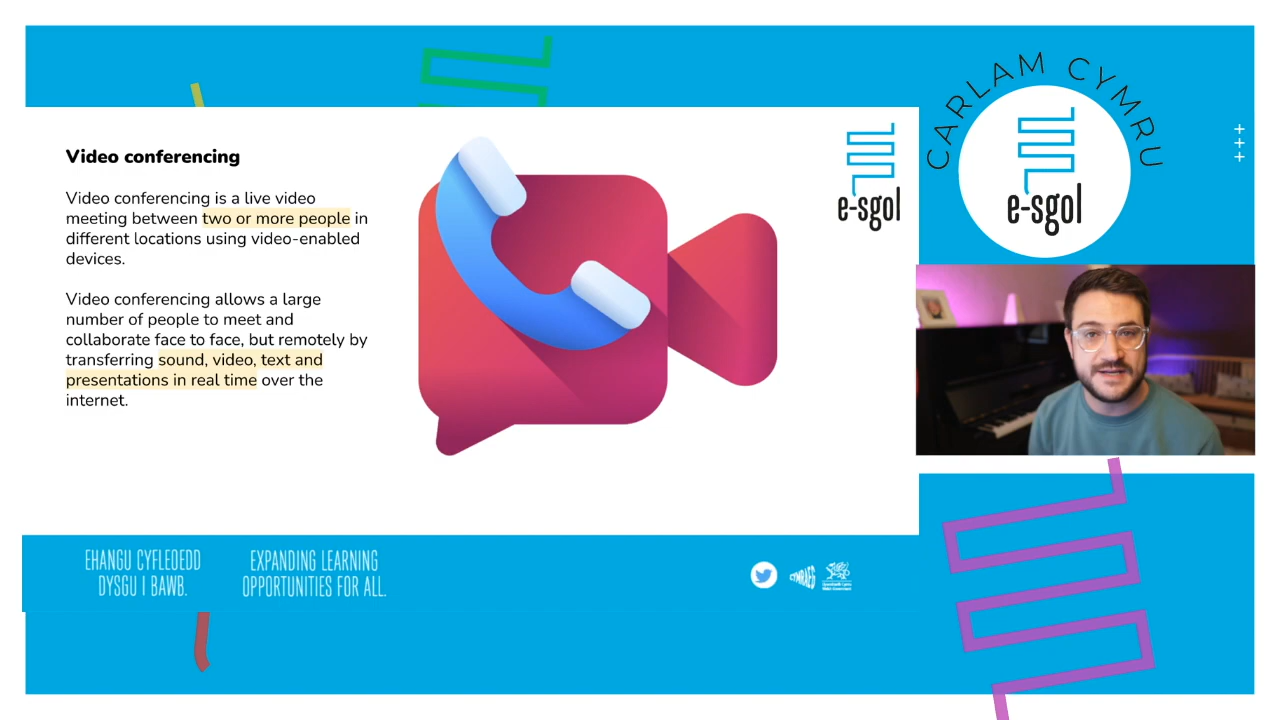 CARLAM CYMRU
e-sgol
e-sgol
Video conferencing
Video conferencing is a live video
meeting between two or more people in
different locations using video-enabled
devices.
Video conferencing allows a large
number of people to meet and
collaborate face to face, but remotely by
transferring sound, video, text and
presentations in real time over the
internet.
EHANGU CYFLEOEDD
DYSGU I BAWB.
EXPANDING LEARNING
OPPORTUNITIES FOR ALL.
CYMRAEG